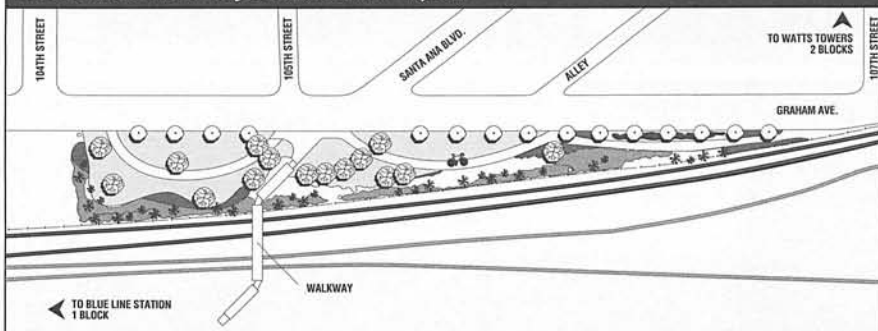 104TH STREET
105TH STREET
SANTA ANA BLVD.
ALLEY
TO WATTS TOWERS
2 BLOCKS
107TH STREET
GRAHAM AVE.
WALKWAY
TO BLUE LINE STATION
1 BLOCK